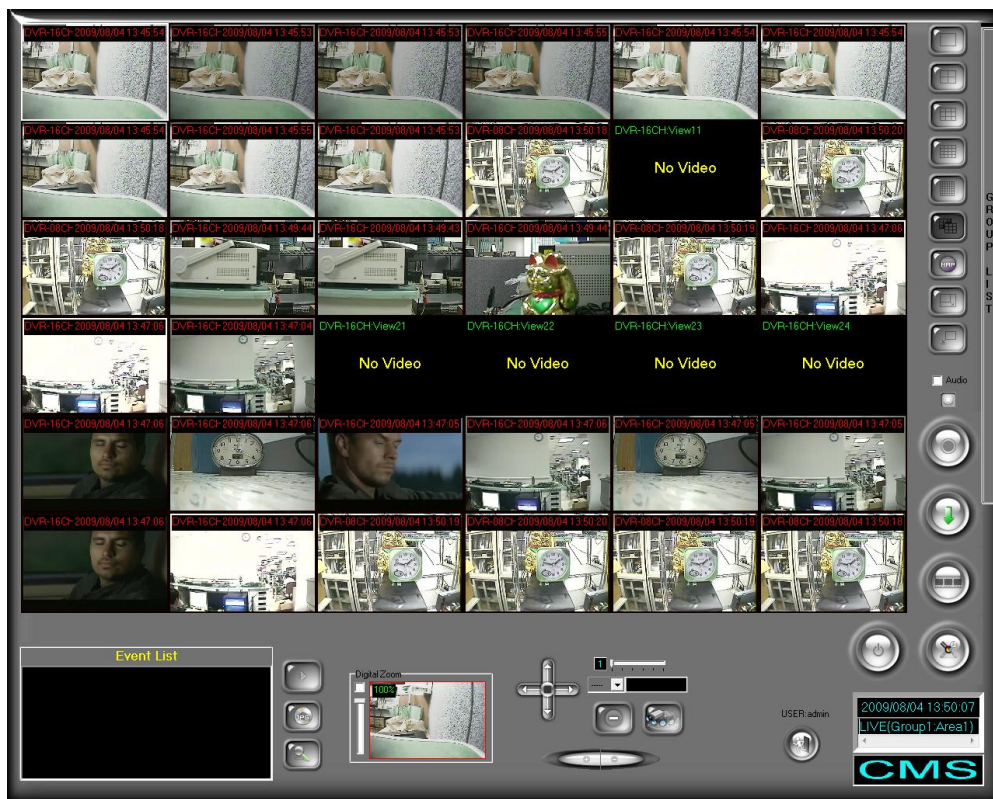 DVR-16CH-2009/08/04 13:45:54 DVR-16CH-2009/08/04 13:45:53 DVR-16CH-2009/08/04 13:45:53 DVR-16CH-2009/08/04 13:45:55 DVR-16CH-2009/08/04 13:45:54 DVR-16CH-2009/08/04 13:45:54
DVR-16CH-2009/08/04 13:45:54 DVR-16CH-2009/08/04 13:45:55 DVR-16CH-2009/08/04 13:45:53 DVR-08CH-2009/08/04 13:50:18 DVR-16CH:View11 DVR-08CH-2009/08/04 13:50:20
No Video
DVR-08CH-2009/08/04 13:50:18 DVR-16CH-2009/08/04 13:49:44 DVR-16CH-2009/08/04 13:49:43 DVR-16CH-2009/08/04 13:49:44 DVR-08CH-2009/08/04 13:50:19 DVR-16CH-2009/08/04 13:47:06
DVR-16CH-2009/08/04 13:47:06 DVR-16CH-2009/08/04 13:47:04 DVR-16CH:View21 DVR-16CH:View22 DVR-16CH:View23 DVR-16CH:View24
No Video No Video No Video No Video
DVR-16CH-2009/08/04 13:47:06 DVR-16CH-2009/08/04 13:47:06 DVR-16CH-2009/08/04 13:47:05 DVR-16CH-2009/08/04 13:47:06 DVR-16CH-2009/08/04 13:47:05 DVR-16CH-2009/08/04 13:47:06
DVR-16CH-2009/08/04 13:47:06 DVR-16CH-2009/08/04 13:47:06 DVR-08CH-2009/08/04 13:50:19 DVR-08CH-2009/08/04 13:50:20 DVR-08CH-2009/08/04 13:50:19 DVR-08CH-2009/08/04 13:50:18
MAP
GROUP LIST
Audio
Event List
JPG
Digital Zoom
100%
1
----
USER:admin
2009/08/04 13:50:07
LIVE(Group1:Area1)
CMS